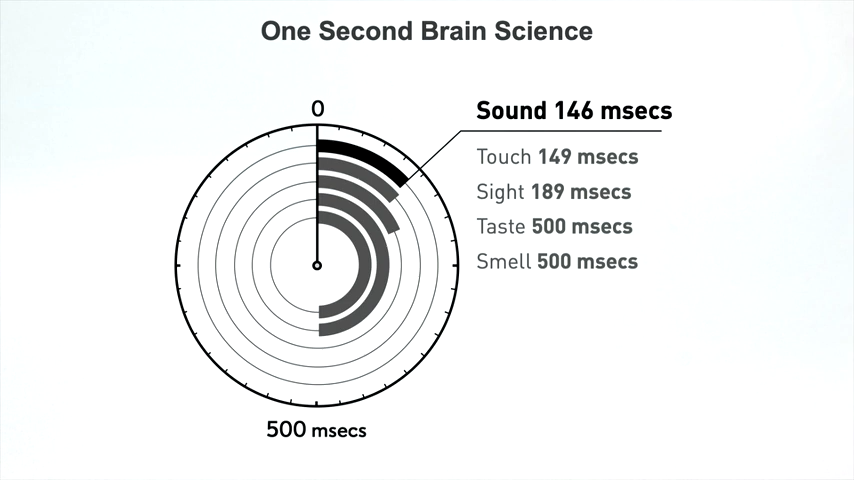 One Second Brain Science
0
Sound 146 msecs
Touch 149 msecs
Sight 189 msecs
Taste 500 msecs
Smell 500 msecs
500 msecs